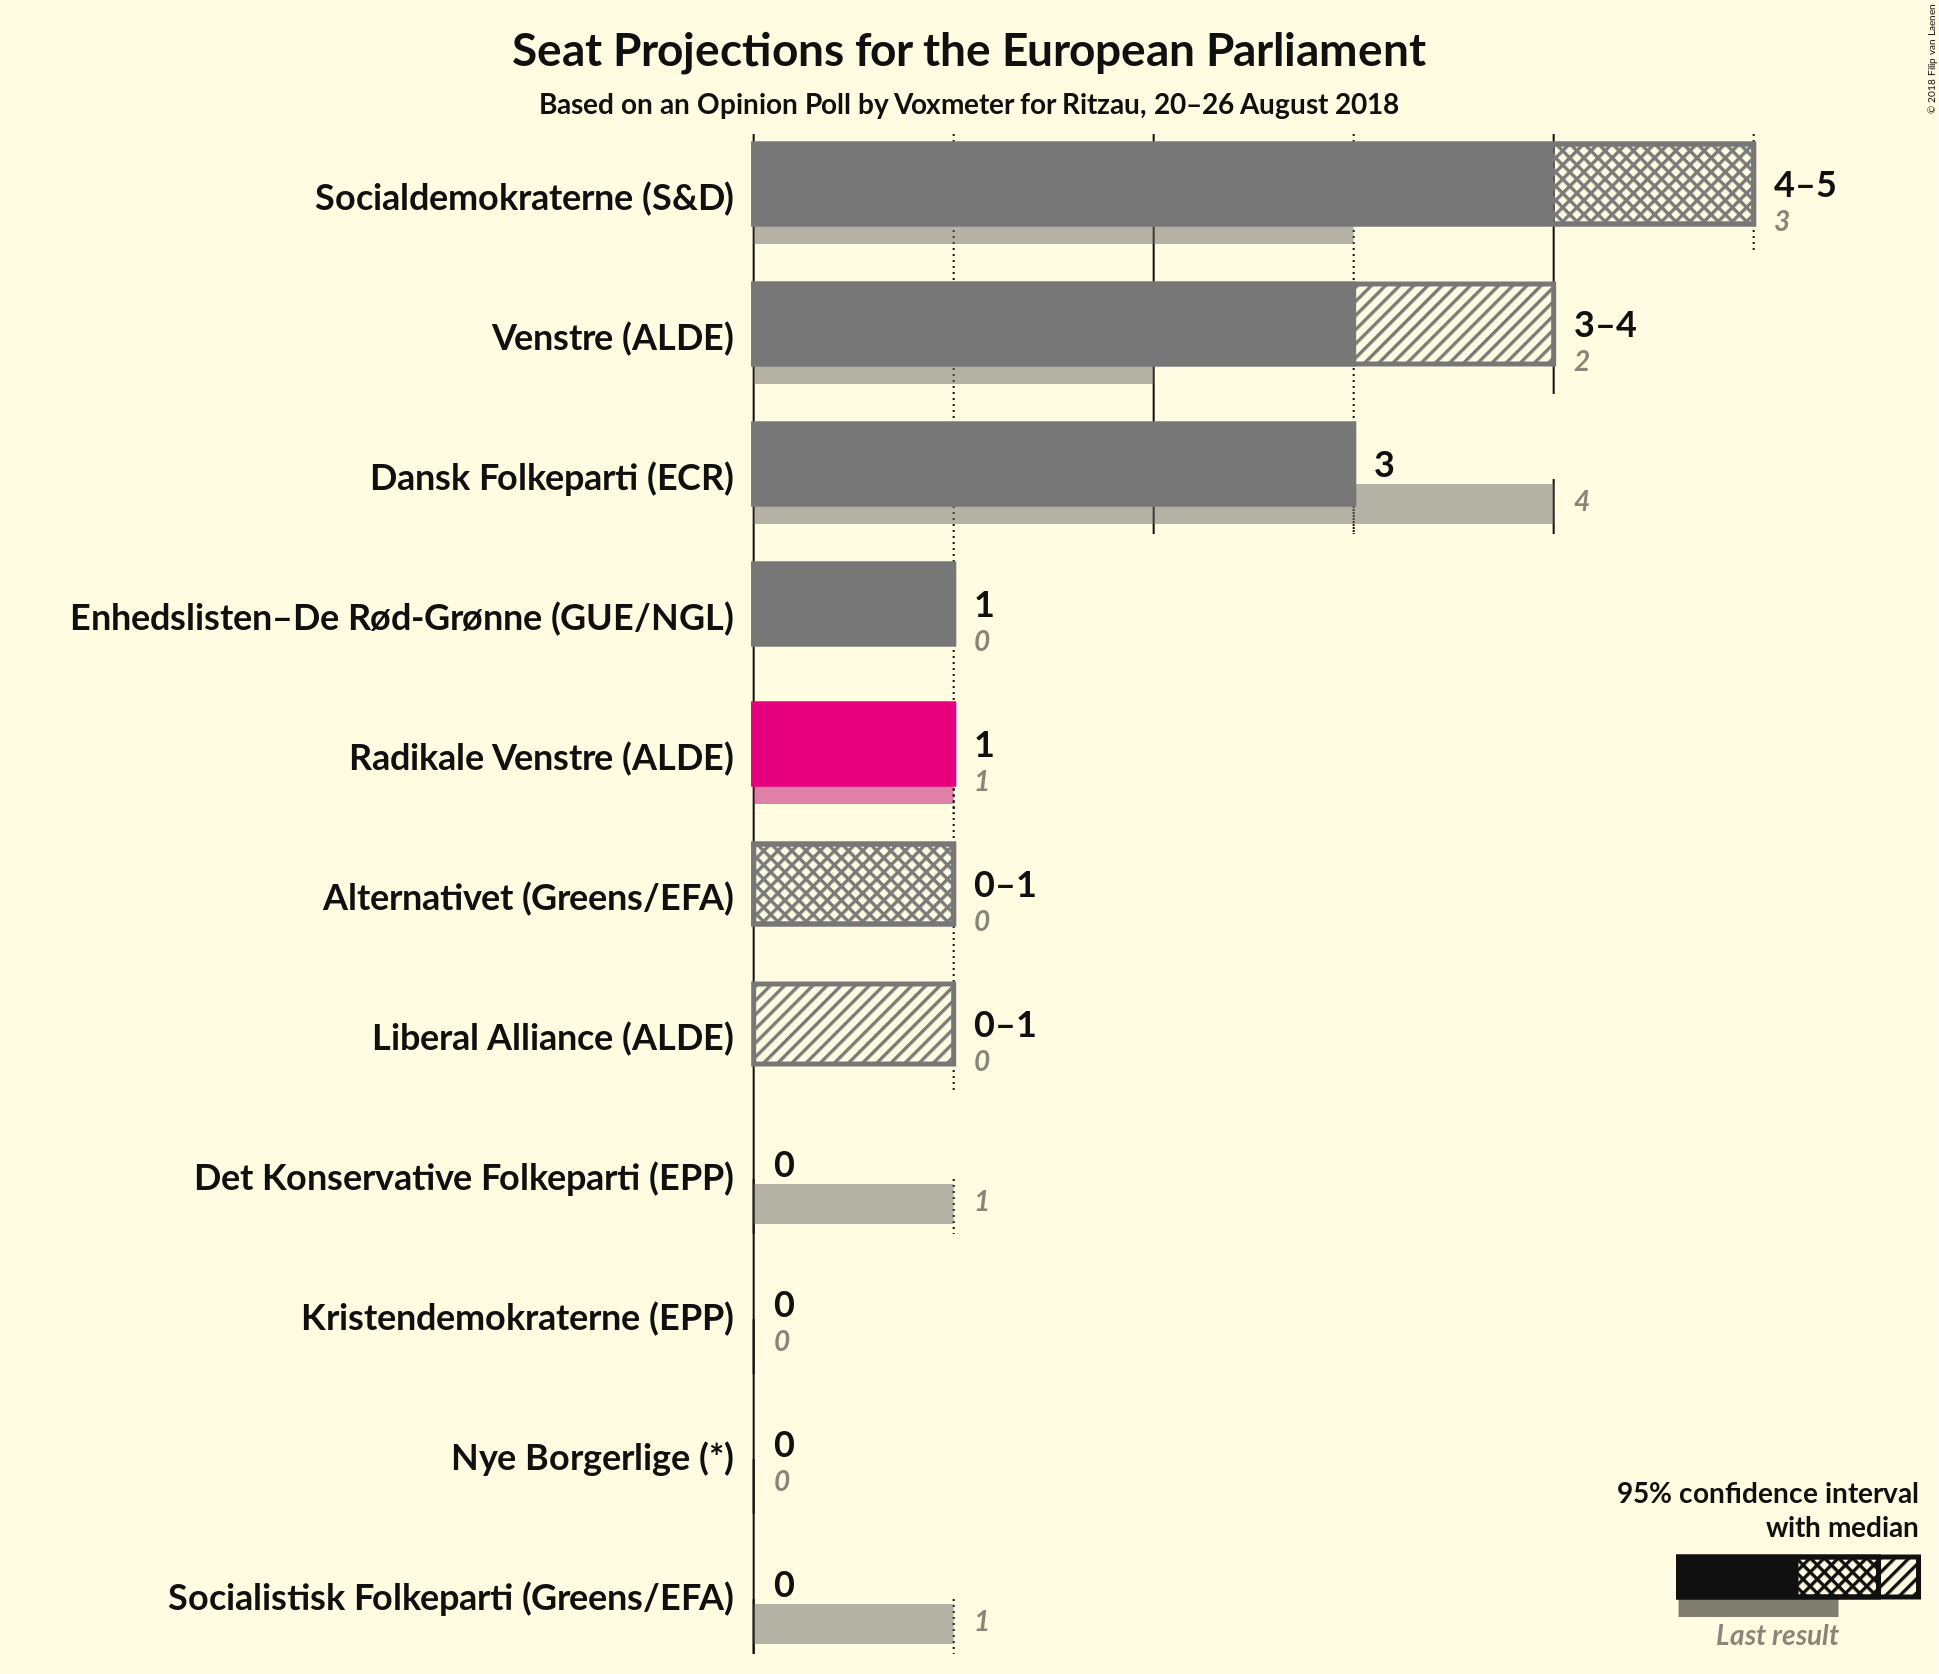 Seat Projections for the European Parliament
Based on an Opinion Poll by Voxmeter for Ritzau, 20–26 August 2018
© 2018 Filip van Laenen
Socialdemokraterne (S&D)
4–5
3
Venstre (ALDE)
3–4
2
Dansk Folkeparti (ECR)
3
4
Enhedslisten–De Rød-Grønne (GUE/NGL)
1
0
Radikale Venstre (ALDE)
1
1
Alternativet (Greens/EFA)
0–1
0
Liberal Alliance (ALDE)
0–1
0
Det Konservative Folkeparti (EPP)
0
1
Kristendemokraterne (EPP)
0
0
Nye Borgerlige (*)
0
0
Socialistisk Folkeparti (Greens/EFA)
0
1
95% confidence interval
with median
Last result